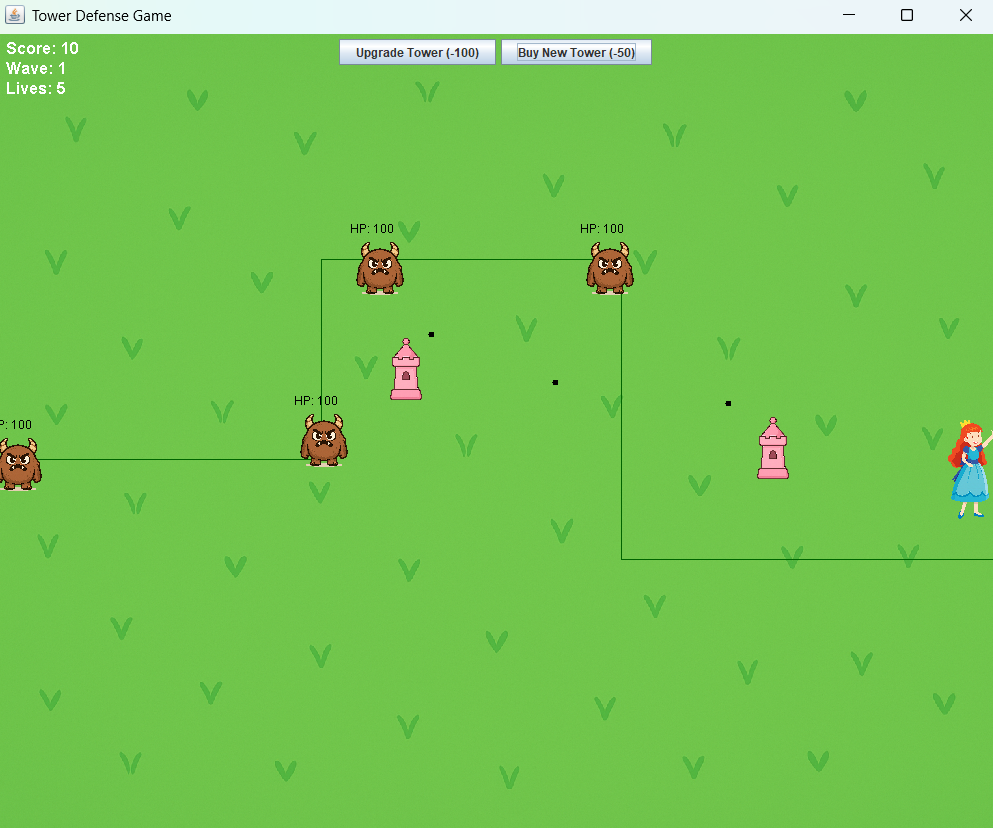 Tower Defense Game
Score: 10
Wave: 1
Lives: 5
Upgrade Tower (-100)
Buy New Tower (-50)
HP: 100
HP: 100
HP: 100
P: 100